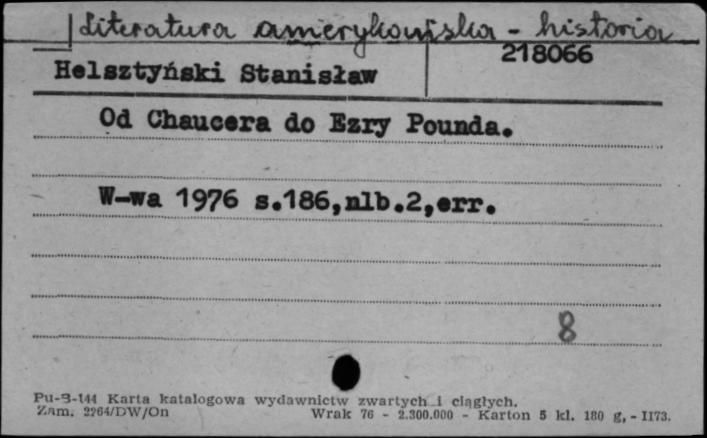 Literatura amerykańska - historia
218066
Helsztyński Stanisław
Od Chaucera do Ezry Pounda.
W-wa 1976 s.186,nlb.2,err.
8
Pu-3-144 Karta katalogowa wydawnictw zwartych i ciągłych.
Zam. 2264/DW/On Wrak 76 - 2.300.000 - Karton 5 kl. 180 g, - 1173.